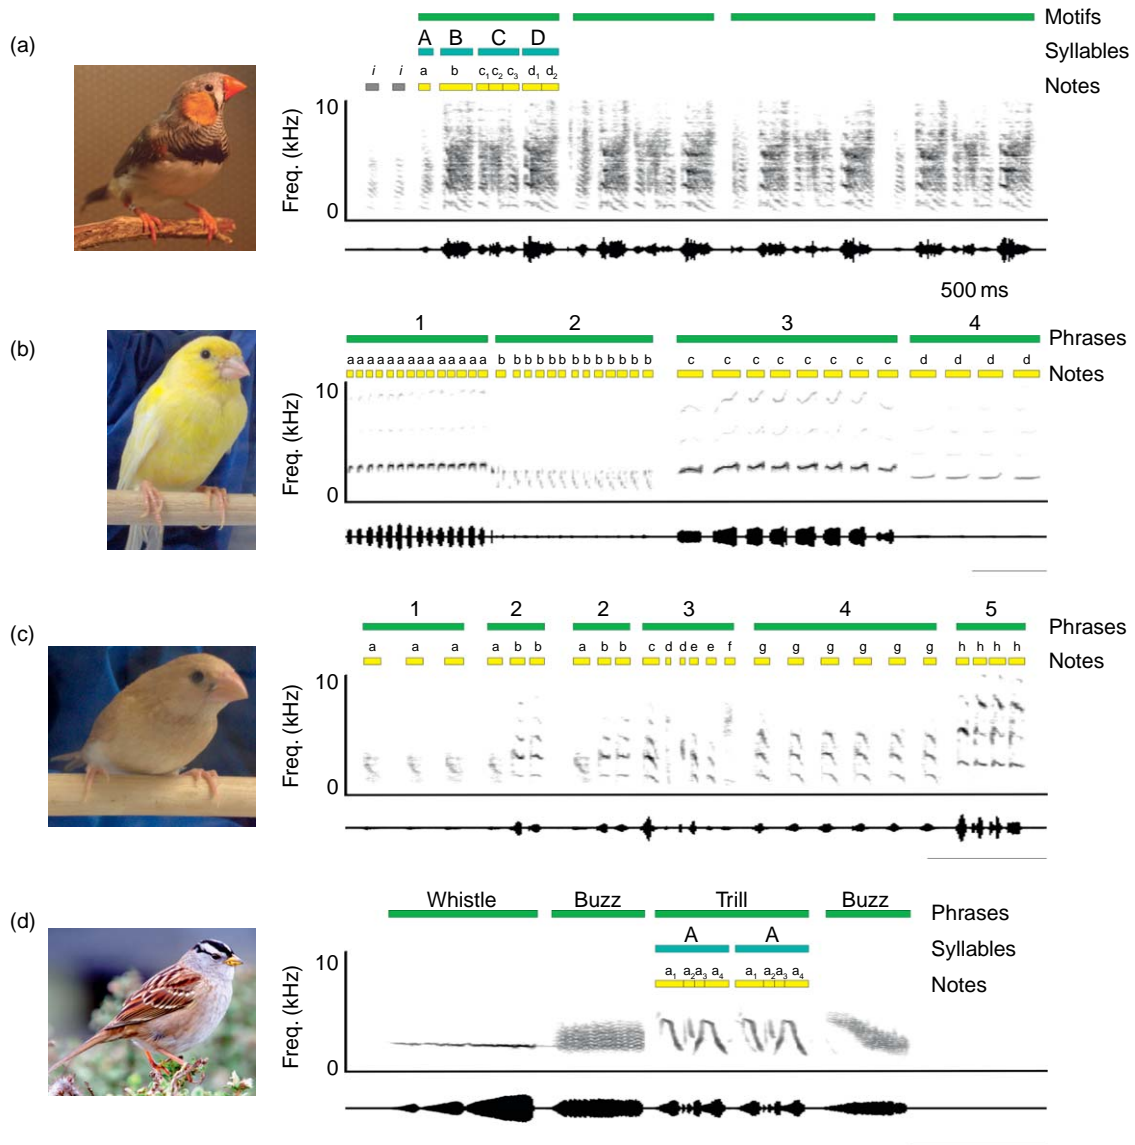 (a)
Motifs
A B C D
Syllables
i i a b c1 c2 c3 d1 d2
Notes
10
Freq. (kHz)
0
500 ms
(b)
1 2 3 4
Phrases
a a a a a a a a a a a a a a b b b b b b b b b b b b b c c c c c c c c d d d d
Notes
10
Freq. (kHz)
0
(c)
1 2 2 3 4 5
Phrases
a a a a b b a b b c d d e e f g g g g g g h h h h
Notes
10
Freq. (kHz)
0
(d)
Whistle Buzz Trill Buzz
Phrases
A A
Syllables
a1 a2 a3 a4 a1 a2 a3 a4
Notes
10
Freq. (kHz)
0